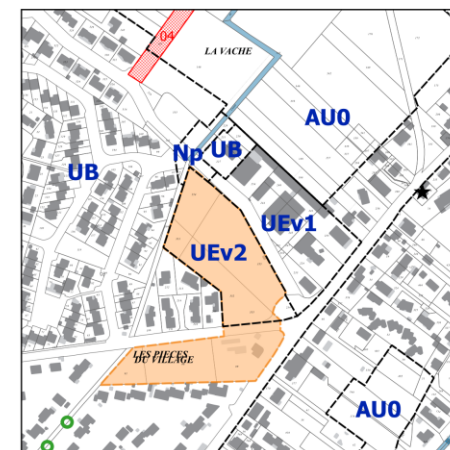 04
LA VACHE
AU0
Np
UB
UB
UEv1
UEv2
LES PIECES
DU VILLAGE
AU0